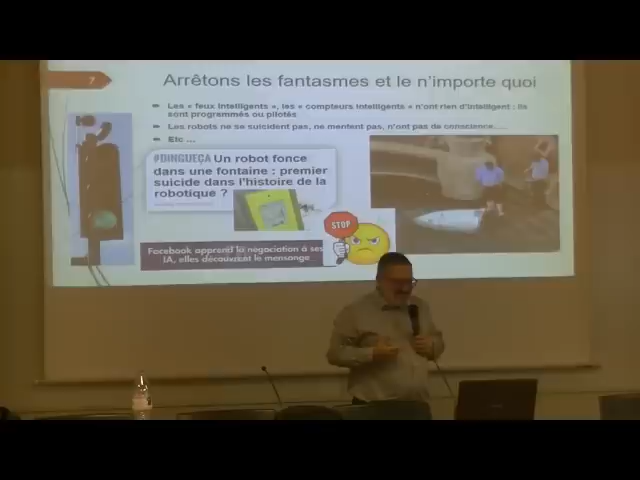 7
Arrêtons les fantasmes et le n'importe quoi
Les « feux intelligents », les « compteurs intelligents » n'ont rien d'intelligent : ils
sont programmés ou pilotés
Les robots ne se suicident pas, ne mentent pas, n'ont pas de conscience....
Etc ...
#DINGUEÇA Un robot fonce
dans une fontaine : premier
suicide dans l'histoire de la
robotique ?
STOP
Facebook apprend la négociation à ses
IA, elles découvrent le mensonge